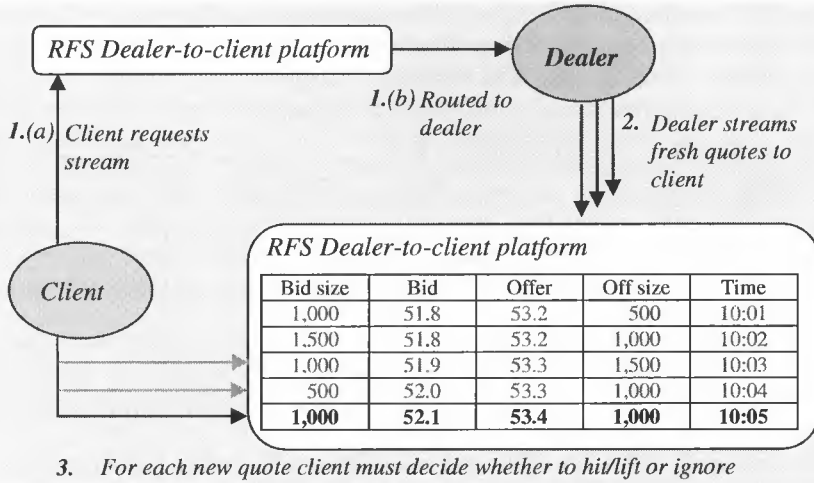 RFS Dealer-to-client platform
Dealer
1.(a) Client requests
stream
1.(b) Routed to
dealer
2. Dealer streams
fresh quotes to
client
Client
RFS Dealer-to-client platform
Bid size Bid Offer Off size Time
1,000 51.8 53.2 500 10:01
1,500 51.8 53.2 1,000 10:02
1,000 51.9 53.3 1,500 10:03
500 52.0 53.3 1,000 10:04
1,000 52.1 53.4 1,000 10:05
3. For each new quote client must decide whether to hit/lift or ignore